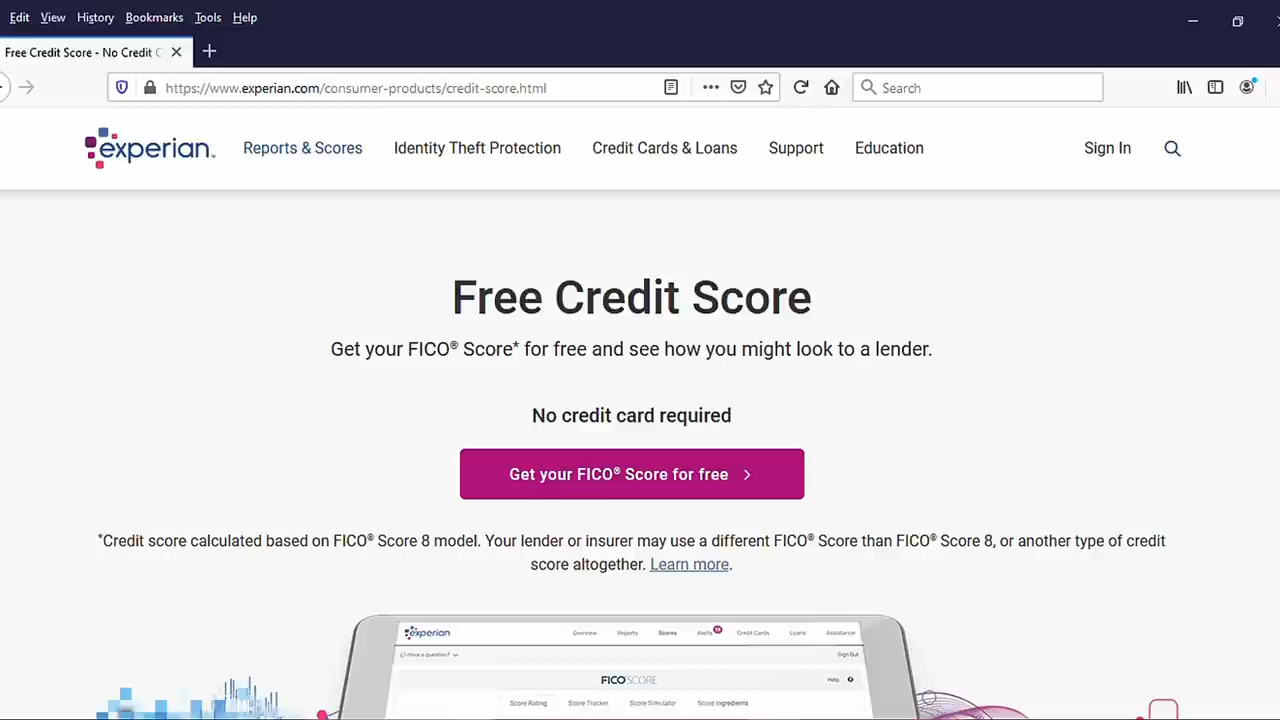 Edit View History Bookmarks Tools Help
Free Credit Score - No Credit C
https://www.experian.com/consumer-products/credit-score.html
Search
experian
Reports & Scores
Identity Theft Protection
Credit Cards & Loans
Support
Education
Sign In
Free Credit Score
Get your FICO® Score* for free and see how you might look to a lender.
No credit card required
Get your FICO® Score for free
*Credit score calculated based on FICO® Score 8 model. Your lender or insurer may use a different FICO® Score than FICO® Score 8, or another type of credit
score altogether. Learn more.
experian
Overview Reports Scores Alerts Credit Cards Loans Assistance
Have a question? Sign Out
FICO SCORE Help
Score Rating Score Tracker Score Simulator Score Ingredients